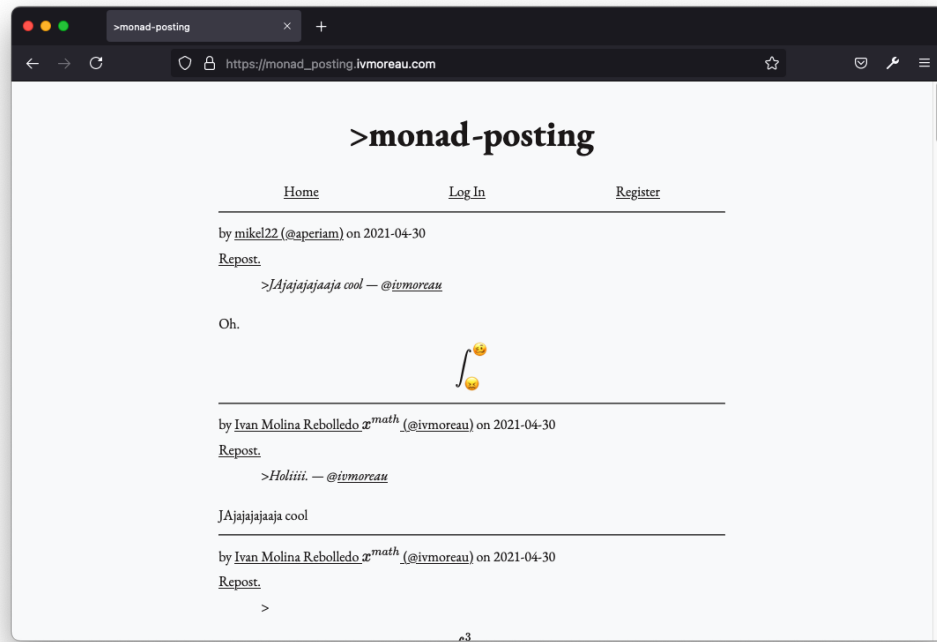 >monad-posting
https://monad_posting.ivmoreau.com
>monad-posting
Home Log In Register
by mikel22 (@aperiam) on 2021-04-30
Repost.
>JAjajajajaaja cool — @ivmoreau
Oh.
∫
by Ivan Molina Rebolledo x^math (@ivmoreau) on 2021-04-30
Repost.
>Holiiii. — @ivmoreau
JAjajajajaaja cool
by Ivan Molina Rebolledo x^math (@ivmoreau) on 2021-04-30
Repost.
>